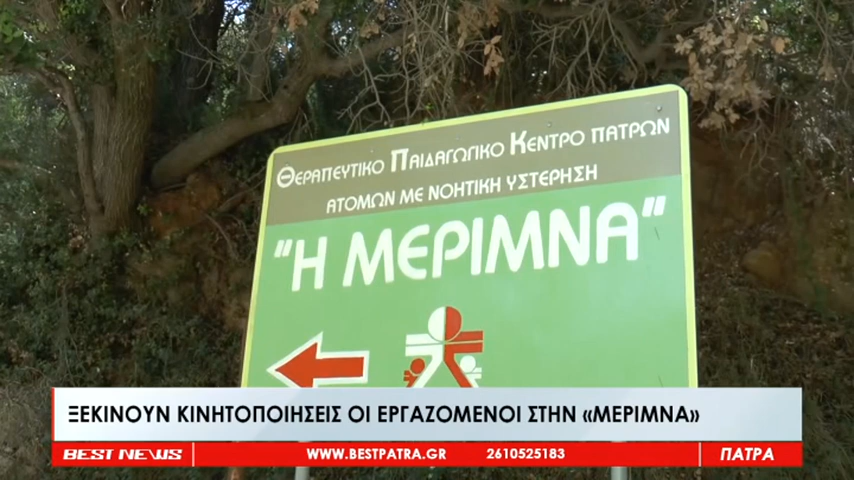 ΘΕΡΑΠΕΥΤΙΚΟ ΠΑΙΔΑΓΩΓΙΚΟ ΚΕΝΤΡΟ ΠΑΤΡΩΝ
ΑΤΟΜΩΝ ΜΕ ΝΟΗΤΙΚΗ ΥΣΤΕΡΗΣΗ
"Η ΜΕΡΙΜΝΑ"
ΞΕΚΙΝΟΥΝ ΚΙΝΗΤΟΠΟΙΗΣΕΙΣ ΟΙ ΕΡΓΑΖΟΜΕΝΟΙ ΣΤΗΝ «ΜΕΡΙΜΝΑ»
BEST NEWS WWW.BESTPATRA.GR 2610525183 ΠΑΤΡΑ